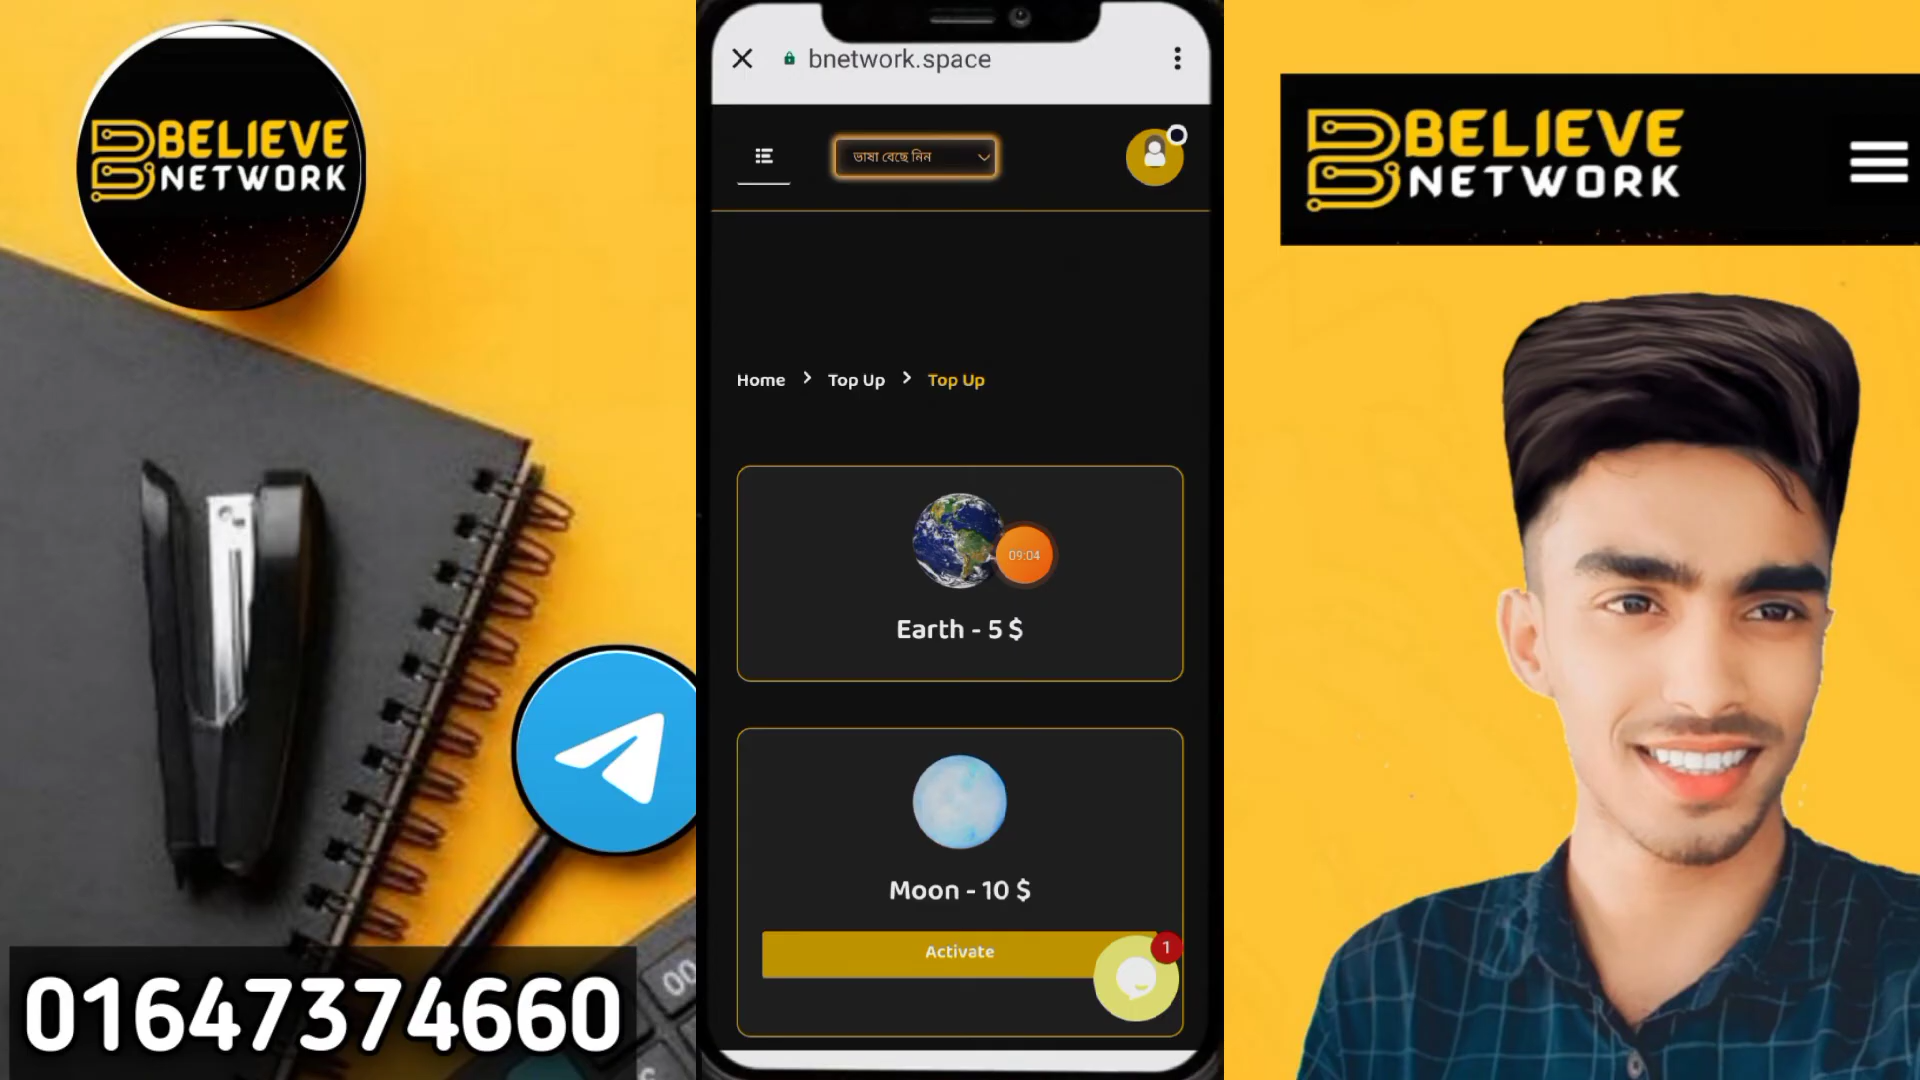 BELIEVE
NETWORK
bnetwork.space
ভাষা বেছে নিন
BELIEVE
NETWORK
Home
Top Up
Top Up
09:04
Earth - 5 $
Moon - 10 $
Activate
1
00
01647374660